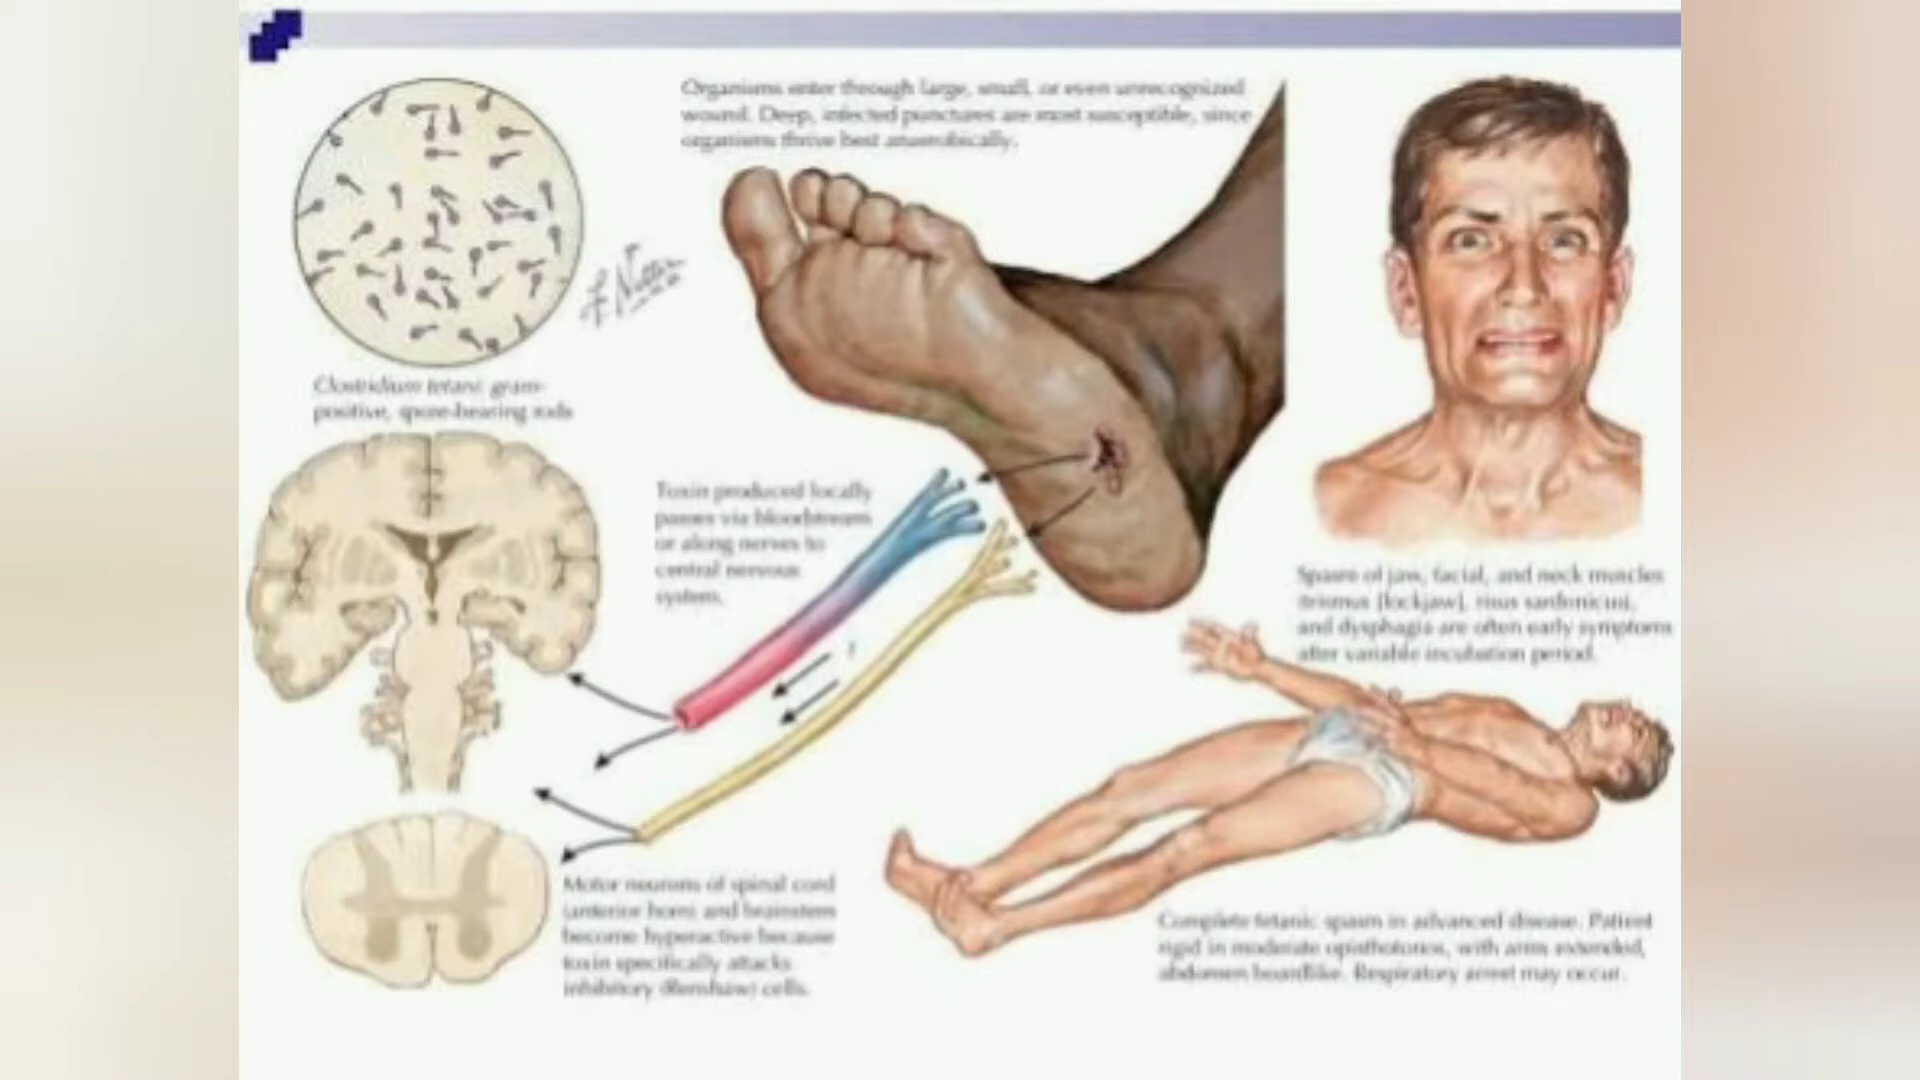 Organisms enter through large, small, or even unrecognized
wound. Deep, infected punctures are most susceptible, since
organisms thrive best anaerobically.
F. Netter
Clostridium tetani: gram-
positive, spore-bearing rods
Toxin produced locally
passes via bloodstream
or along nerves to
central nervous
system.
?
Spasm of jaw, facial, and neck muscles
trismus [lockjaw], risus sardonicus,
and dysphagia are often early symptoms
after variable incubation period.
Motor neurons of spinal cord
(anterior horn) and brainstem
become hyperactive because
toxin specifically attacks
inhibitory (Renshaw) cells.
Complete tetanic spasm in advanced disease. Patient
rigid in moderate opisthotonos, with arms extended,
abdomen boardlike. Respiratory arrest may occur.